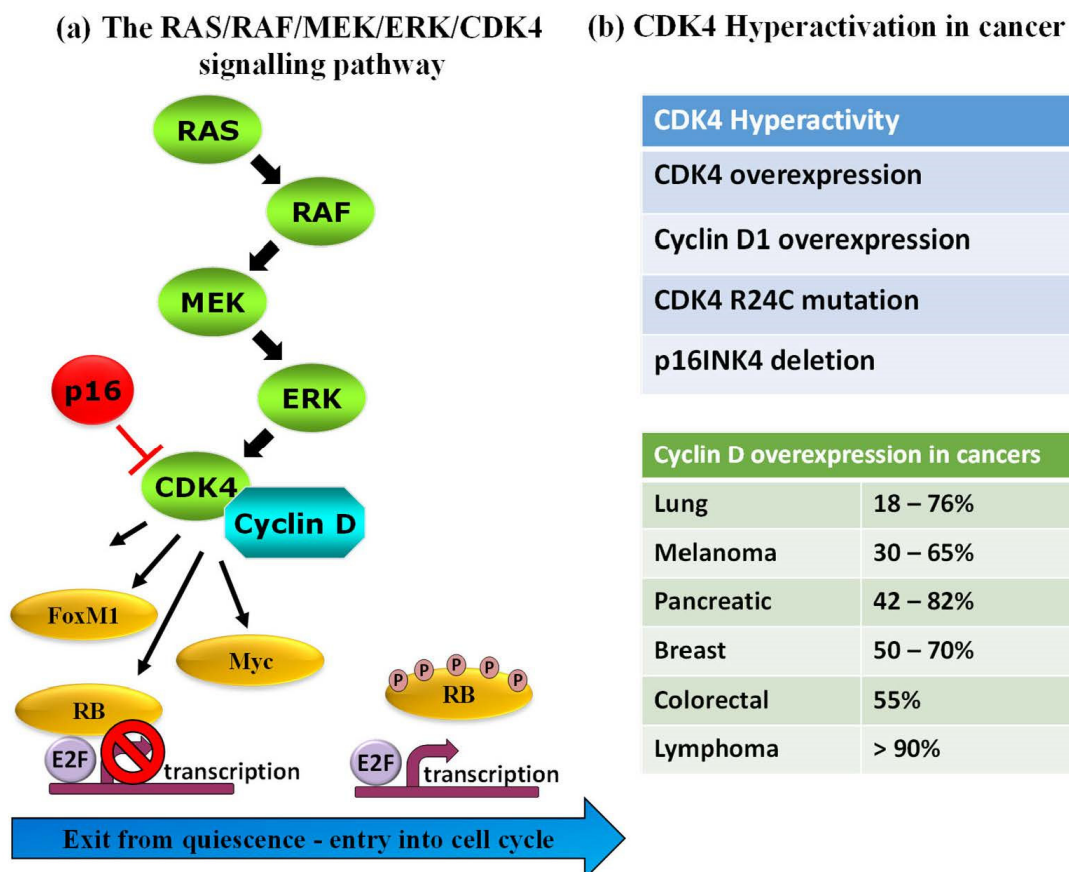 (a) The RAS/RAF/MEK/ERK/CDK4
signalling pathway
RAS
RAF
MEK
ERK
p16
CDK4
Cyclin D
FoxM1
Myc
RB
E2F
transcription
P P P P P
RB
E2F
transcription
Exit from quiescence - entry into cell cycle
(b) CDK4 Hyperactivation in cancer
CDK4 Hyperactivity
CDK4 overexpression
Cyclin D1 overexpression
CDK4 R24C mutation
p16INK4 deletion
Cyclin D overexpression in cancers
Lung 18 – 76%
Melanoma 30 – 65%
Pancreatic 42 – 82%
Breast 50 – 70%
Colorectal 55%
Lymphoma > 90%